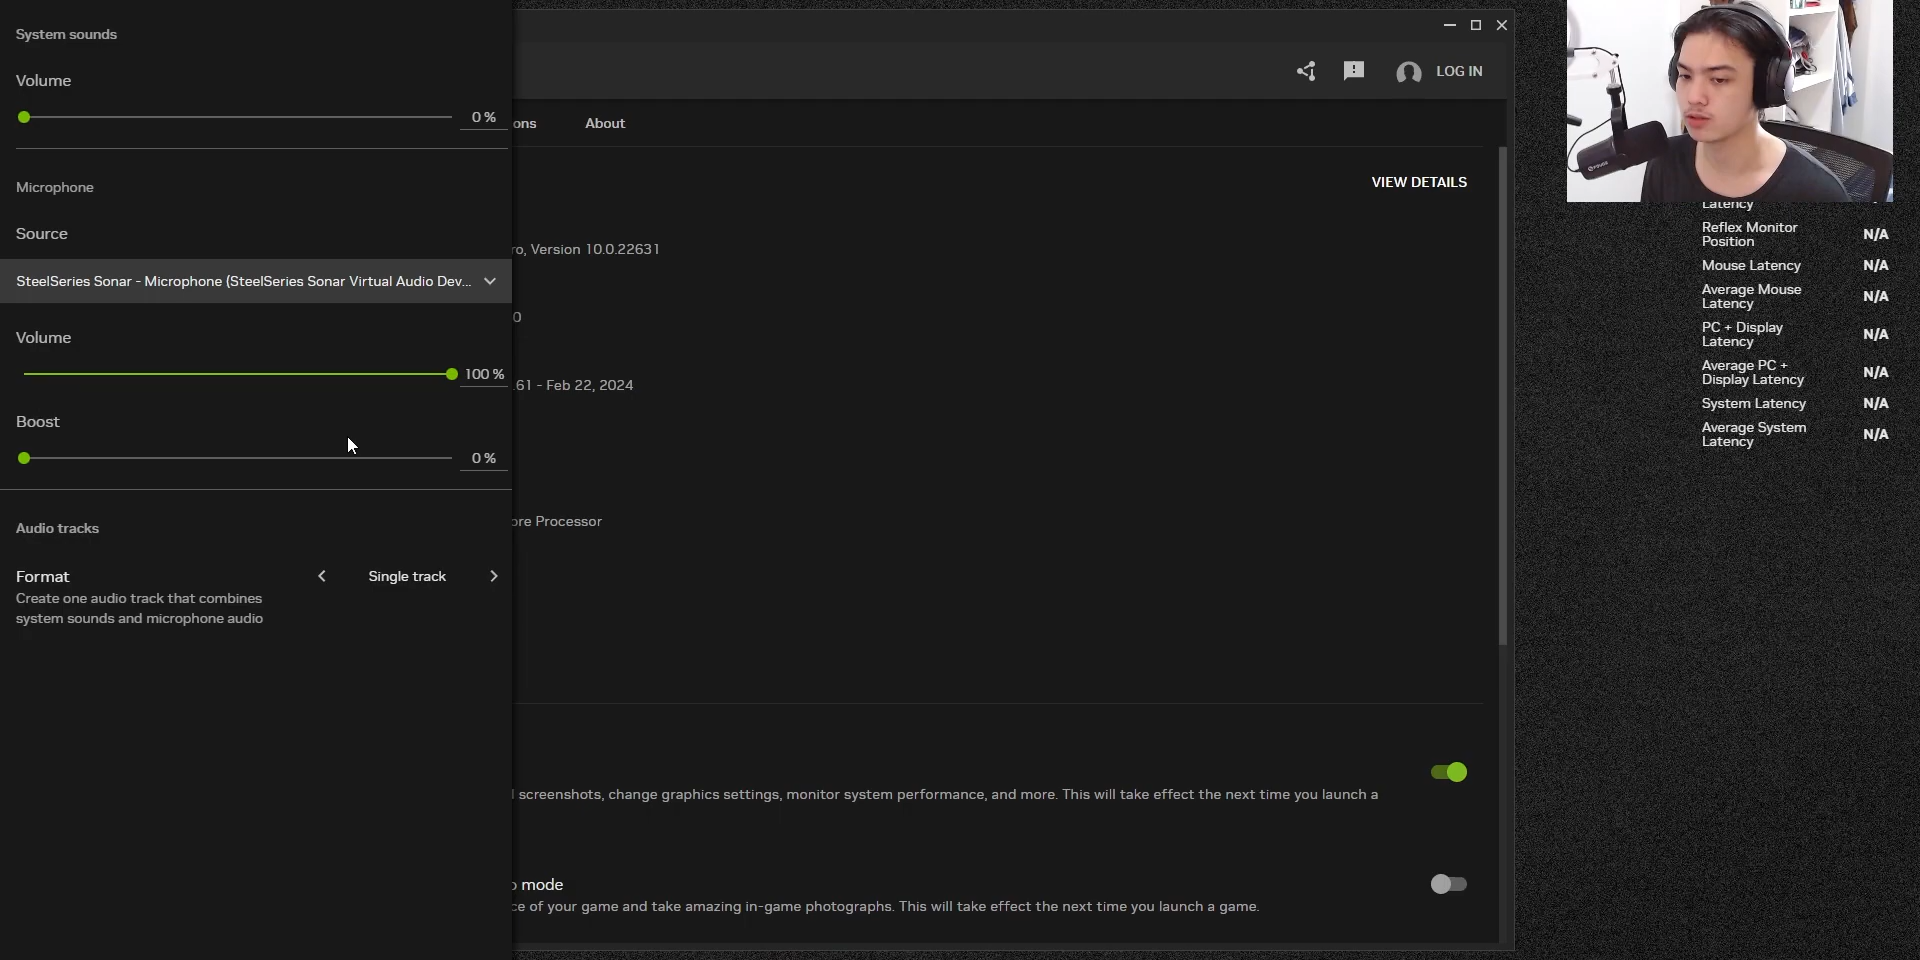 System sounds
Volume
0 %
Microphone
Source
SteelSeries Sonar - Microphone (SteelSeries Sonar Virtual Audio Dev...
Volume
100 %
Boost
0 %
Audio tracks
Format
Single track
Create one audio track that combines
system sounds and microphone audio
LOG IN
ons
About
VIEW DETAILS
ro, Version 10.0.22631
0
.61 - Feb 22, 2024
ore Processor
screenshots, change graphics settings, monitor system performance, and more. This will take effect the next time you launch a
o mode
ce of your game and take amazing in-game photographs. This will take effect the next time you launch a game.
Latency
Reflex Monitor
Position
N/A
Mouse Latency
N/A
Average Mouse
Latency
N/A
PC + Display
Latency
N/A
Average PC +
Display Latency
N/A
System Latency
N/A
Average System
Latency
N/A